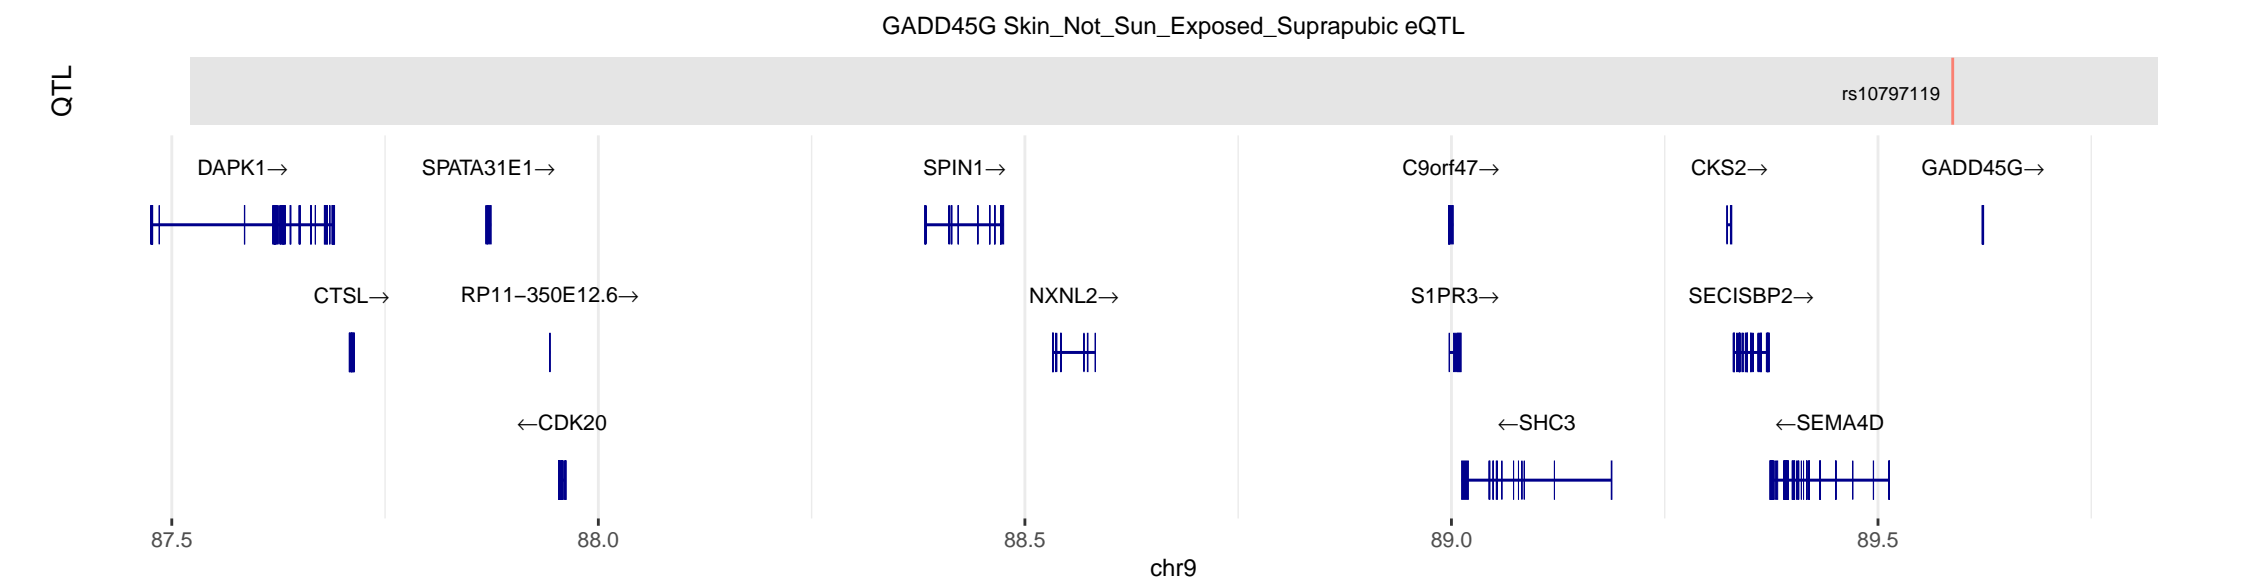 GADD45G Skin_Not_Sun_Exposed_Suprapubic eQTL
QTL
rs10797119
DAPK1→ SPATA31E1→ SPIN1→ C9orf47→ CKS2→ GADD45G→
CTSL→ RP11−350E12.6→ NXNL2→ S1PR3→ SECISBP2→
←CDK20 ←SHC3 ←SEMA4D
87.5 88.0 88.5 89.0 89.5
chr9